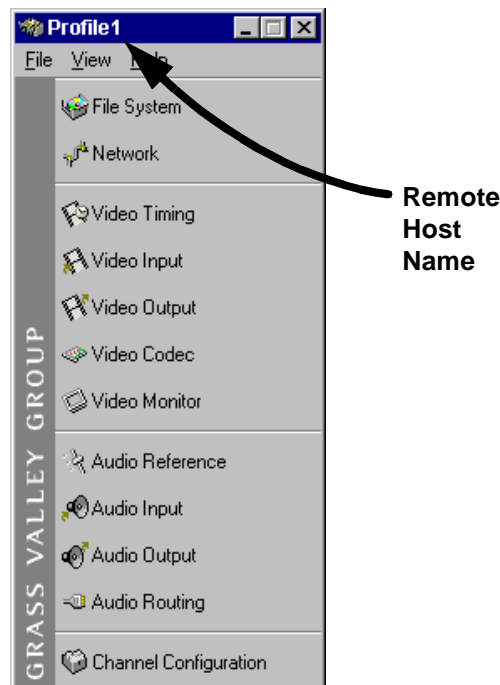 Profile1
File View Help
File System
Network
Video Timing
Video Input
Video Output
Video Codec
Video Monitor
Audio Reference
Audio Input
Audio Output
Audio Routing
Channel Configuration
GRASS VALLEY GROUP
Remote
Host
Name